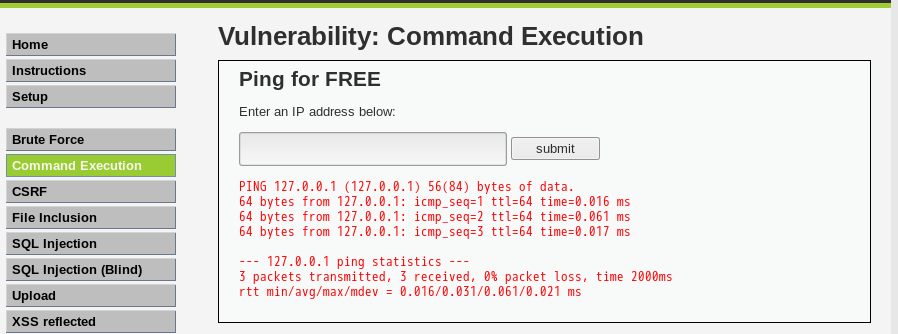 Home
Instructions
Setup
Brute Force
Command Execution
CSRF
File Inclusion
SQL Injection
SQL Injection (Blind)
Upload
XSS reflected
Vulnerability: Command Execution
Ping for FREE
Enter an IP address below:
submit
PING 127.0.0.1 (127.0.0.1) 56(84) bytes of data.
64 bytes from 127.0.0.1: icmp_seq=1 ttl=64 time=0.016 ms
64 bytes from 127.0.0.1: icmp_seq=2 ttl=64 time=0.061 ms
64 bytes from 127.0.0.1: icmp_seq=3 ttl=64 time=0.017 ms
--- 127.0.0.1 ping statistics ---
3 packets transmitted, 3 received, 0% packet loss, time 2000ms
rtt min/avg/max/mdev = 0.016/0.031/0.061/0.021 ms